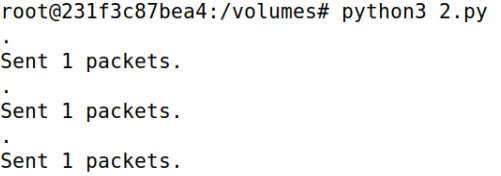 root@231f3c87bea4:/volumes# python3 2.py
.
Sent 1 packets.
.
Sent 1 packets.
.
Sent 1 packets.